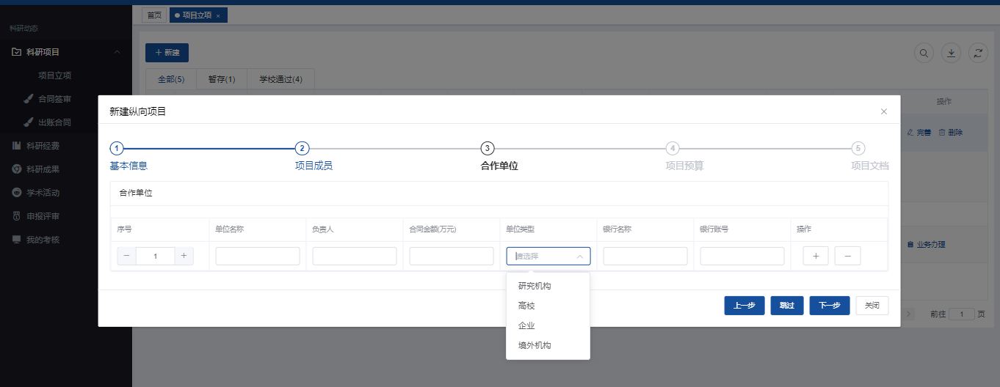 首页
项目立项 ×
科研动态
科研项目
项目立项
合同签审
出账合同
科研经费
科研成果
学术活动
申报评审
我的考核
+ 新建
全部(5) 暂存(1) 学校通过(4)
操作
完善 删除
业务办理
前往 1 页
新建纵向项目
1 2 3 4 5
基本信息 项目成员 合作单位 项目预算 项目文档
合作单位
序号 单位名称 负责人 合同金额(万元) 单位类型 银行名称 银行账号 操作
− 1 + 请选择 + −
研究机构
高校
企业
境外机构
上一步 跳过 下一步 关闭